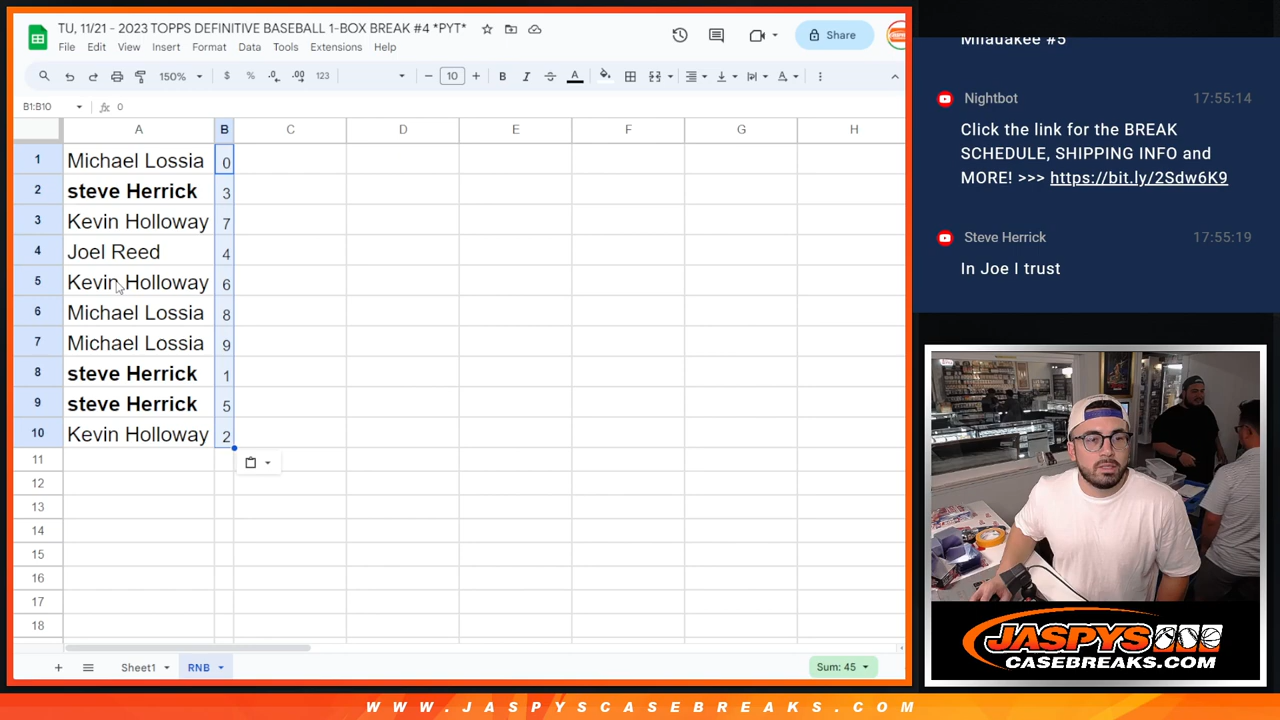 TU, 11/21 - 2023 TOPPS DEFINITIVE BASEBALL 1-BOX BREAK #4 *PYT*
File Edit View Insert Format Data Tools Extensions Help
Share
150% $ % .0 .00 123 10 B I A A
B1:B10 fx 0
A B C D E F G H
1 Michael Lossia 0
2 steve Herrick 3
3 Kevin Holloway 7
4 Joel Reed 4
5 Kevin Holloway 6
6 Michael Lossia 8
7 Michael Lossia 9
8 steve Herrick 1
9 steve Herrick 5
10 Kevin Holloway 2
11
12
13
14
15
16
17
18
Sheet1 RNB Sum: 45
Milauakee #5
Nightbot 17:55:14
Click the link for the BREAK
SCHEDULE, SHIPPING INFO and
MORE! >>> https://bit.ly/2Sdw6K9
Steve Herrick 17:55:19
In Joe I trust
JASPYS
CASEBREAKS.COM
WWW.JASPYSCASEBREAKS.COM